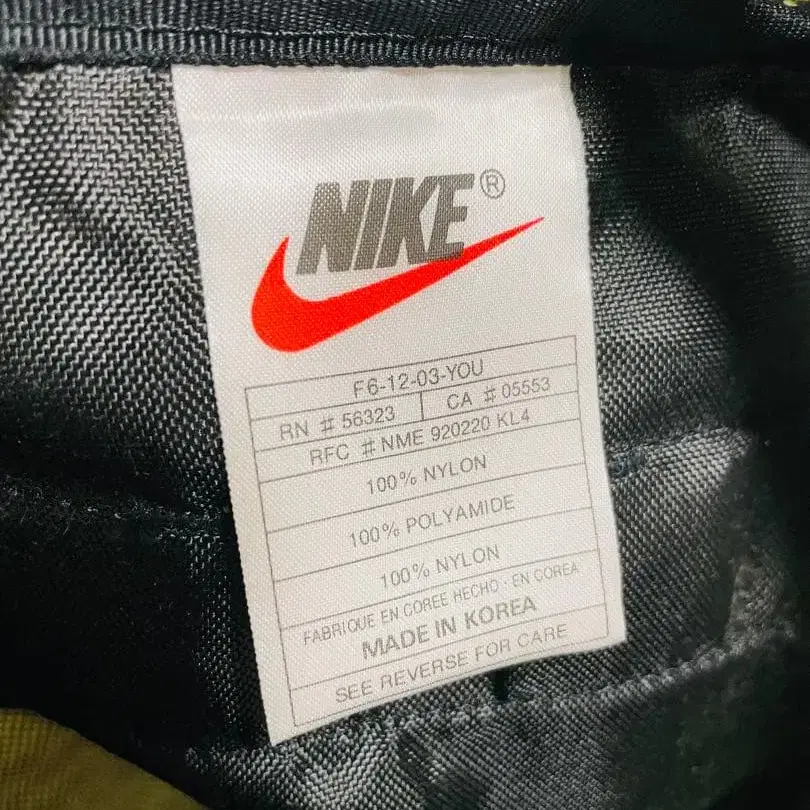 NIKE®
F6-12-03-YOU
RN # 56323 CA # 05553
RFC # NME 920220 KL4
100% NYLON
100% POLYAMIDE
100% NYLON
FABRIQUE EN COREE HECHO · EN COREA
MADE IN KOREA
SEE REVERSE FOR CARE